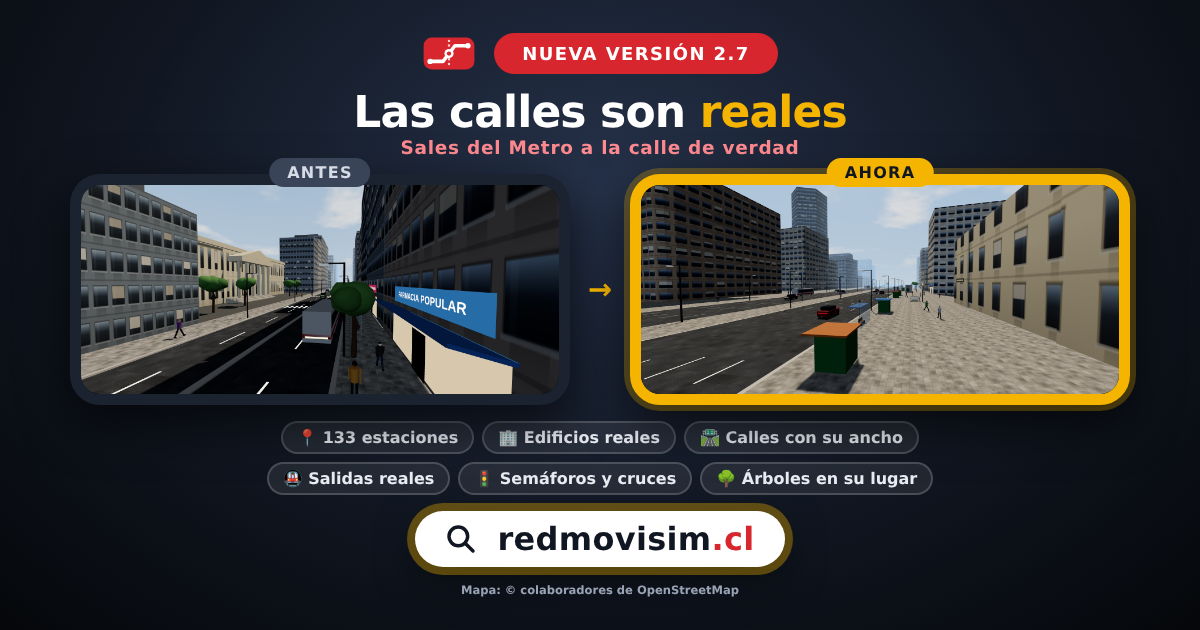 NUEVA VERSIÓN 2.7
Las calles son reales
Sales del Metro a la calle de verdad
ANTES
AHORA
FARMACIA POPULAR
→
133 estaciones
Edificios reales
Calles con su ancho
Salidas reales
Semáforos y cruces
Árboles en su lugar
redmovisim.cl
Mapa: © colaboradores de OpenStreetMap